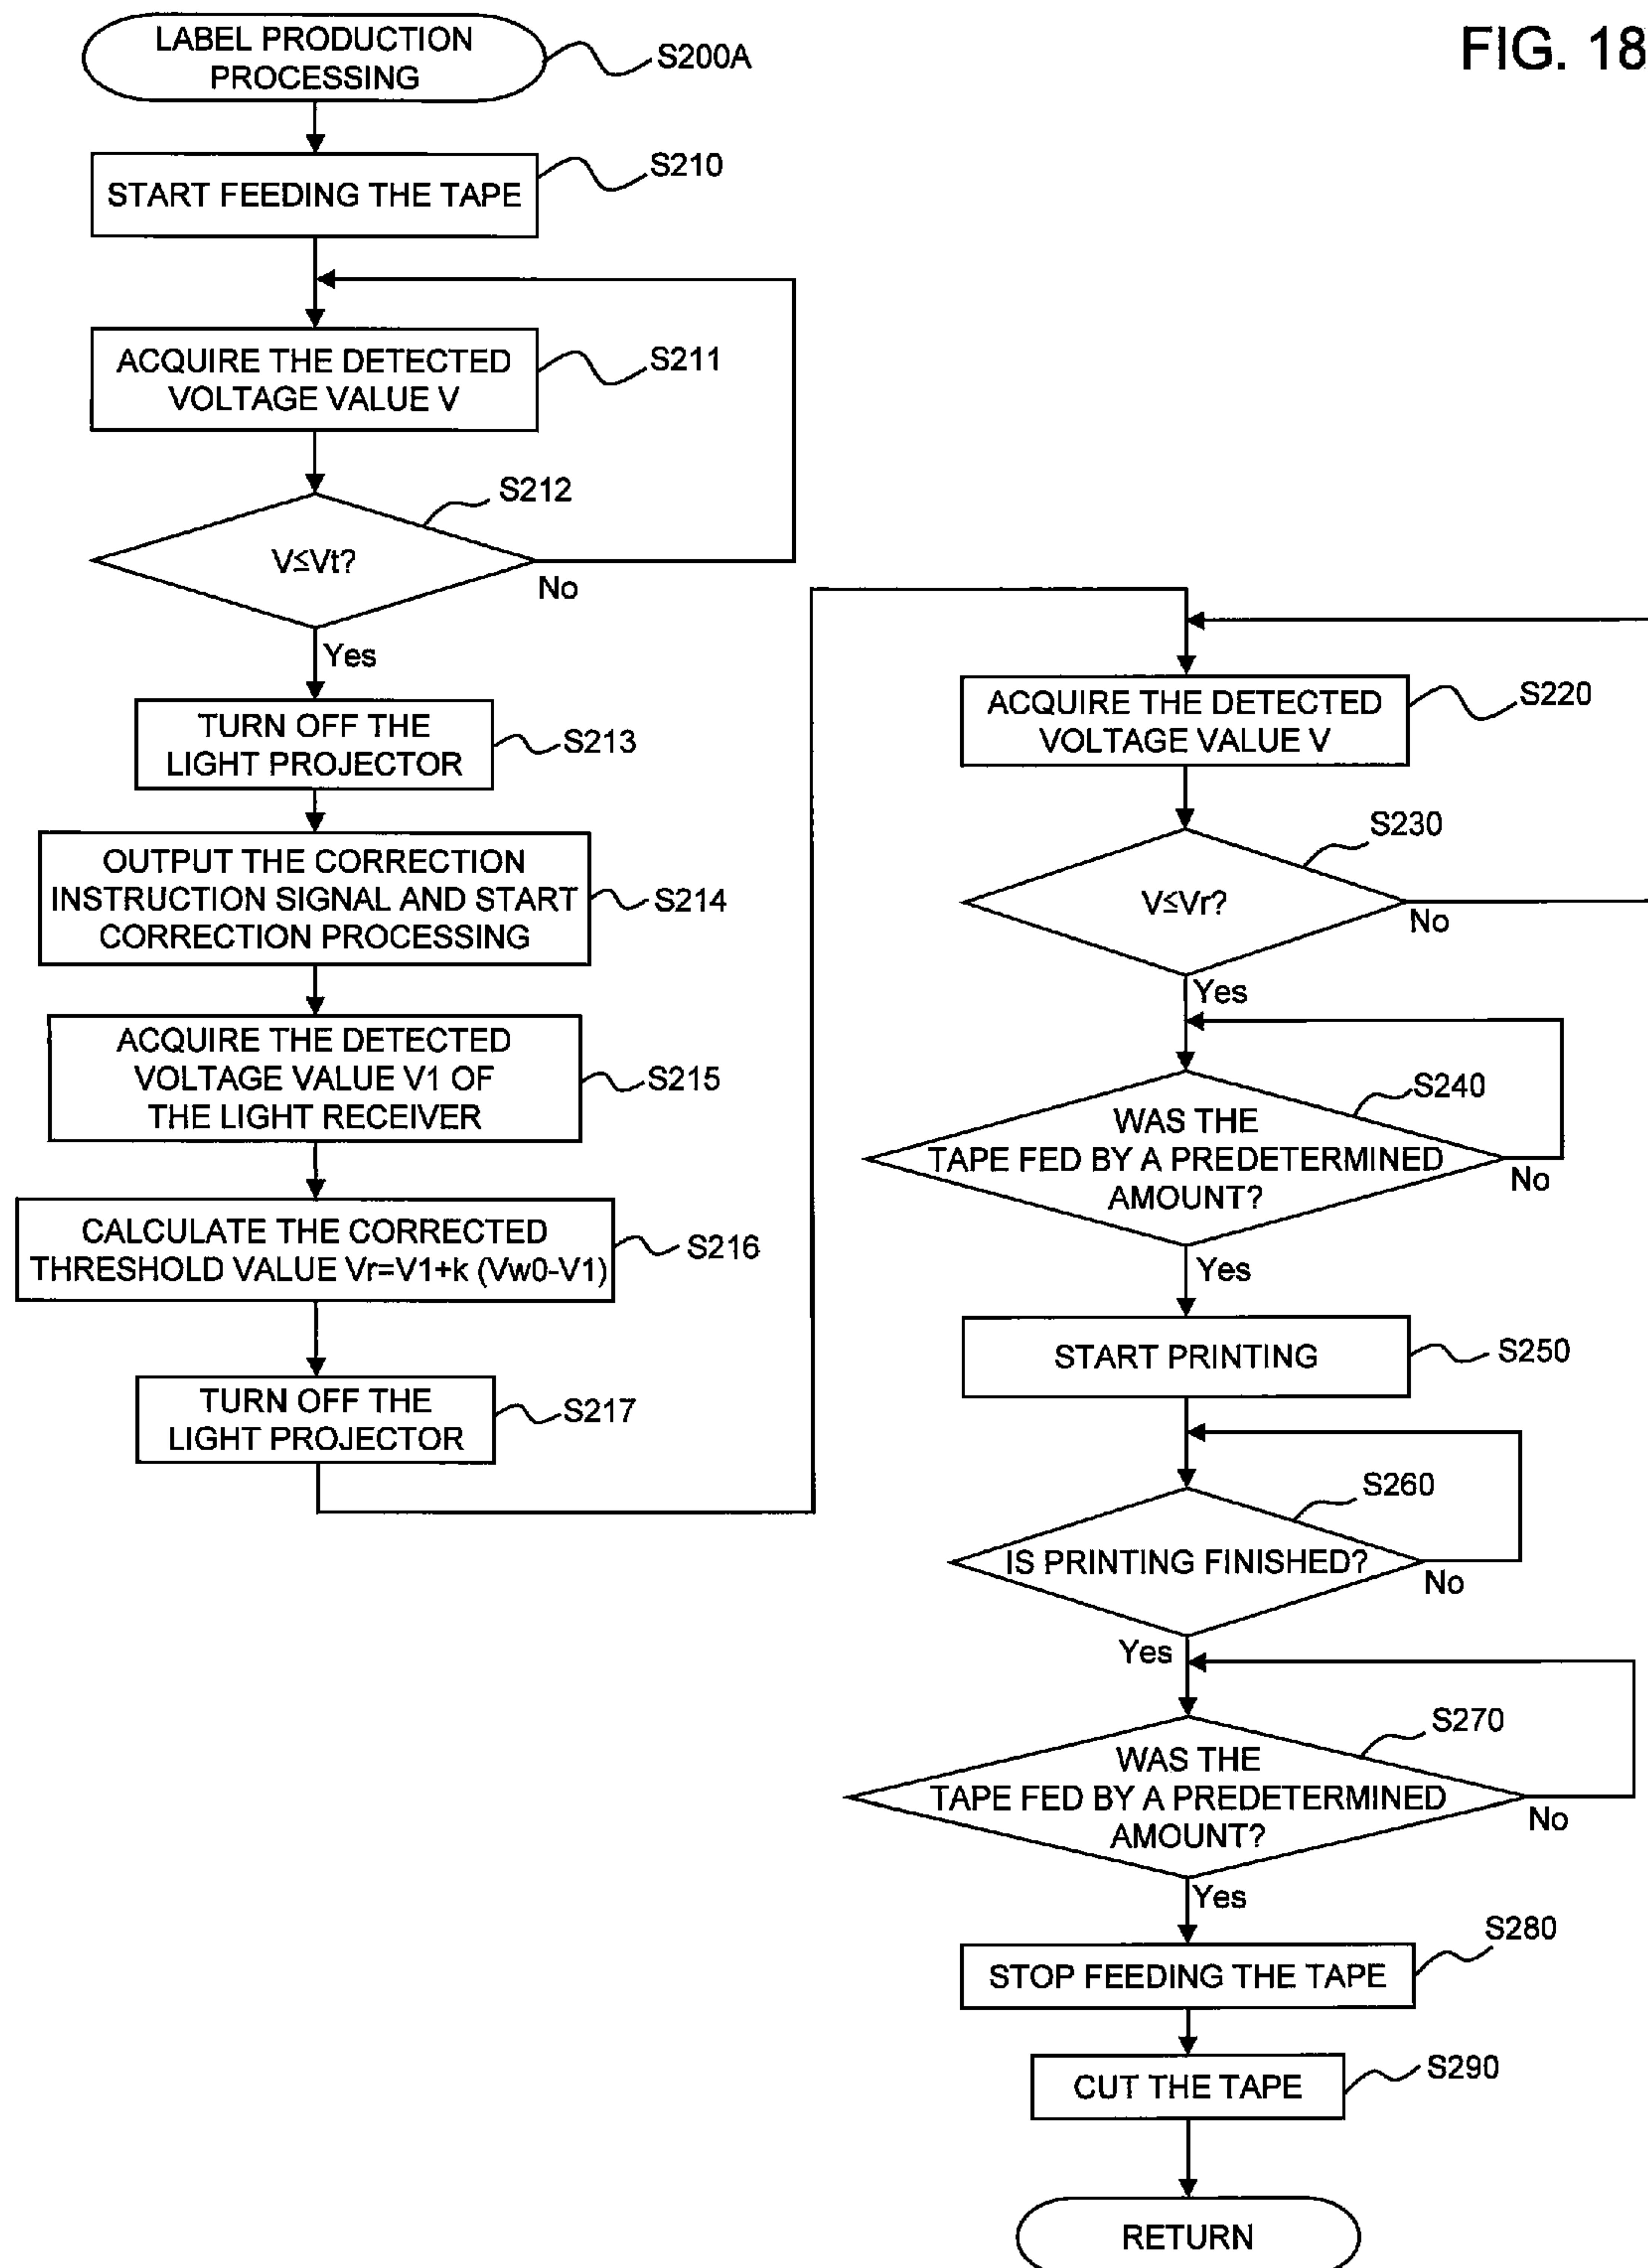 FIG. 18
LABEL PRODUCTION
PROCESSING
S200A
START FEEDING THE TAPE
S210
ACQUIRE THE DETECTED
VOLTAGE VALUE V
S211
V≤Vt?
S212
No
Yes
TURN OFF THE
LIGHT PROJECTOR
S213
OUTPUT THE CORRECTION
INSTRUCTION SIGNAL AND START
CORRECTION PROCESSING
S214
ACQUIRE THE DETECTED
VOLTAGE VALUE V1 OF
THE LIGHT RECEIVER
S215
CALCULATE THE CORRECTED
THRESHOLD VALUE Vr=V1+k (Vw0-V1)
S216
TURN OFF THE
LIGHT PROJECTOR
S217
ACQUIRE THE DETECTED
VOLTAGE VALUE V
S220
V≤Vr?
S230
No
Yes
WAS THE
TAPE FED BY A PREDETERMINED
AMOUNT?
S240
No
Yes
START PRINTING
S250
IS PRINTING FINISHED?
S260
No
Yes
WAS THE
TAPE FED BY A PREDETERMINED
AMOUNT?
S270
No
Yes
STOP FEEDING THE TAPE
S280
CUT THE TAPE
S290
RETURN